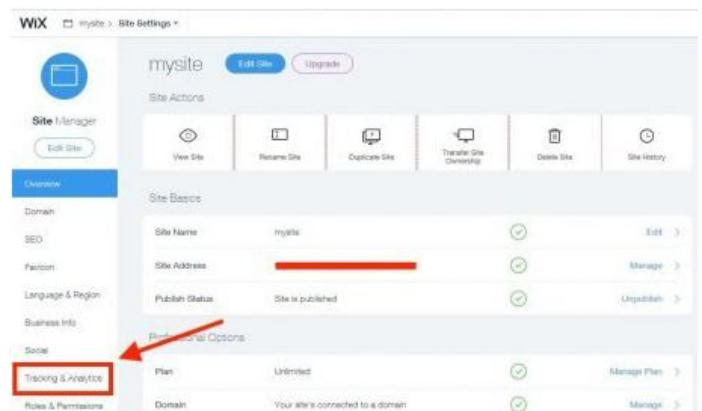 WiX mysite > Site Settings
mysite Edit Site Upgrade
Site Actions
Site Manager
Edit Site
View Site
Rename Site
Duplicate Site
Transfer Site
Ownership
Delete Site
Site History
Overview
Domain
SEO
Favicon
Language & Region
Business Info
Social
Tracking & Analytics
Roles & Permissions
Site Basics
Site Name mysite Edit
Site Address Manage
Publish Status Site is published Unpublish
Professional Options
Plan Unlimited Manage Plan
Domain Your site's connected to a domain Manage